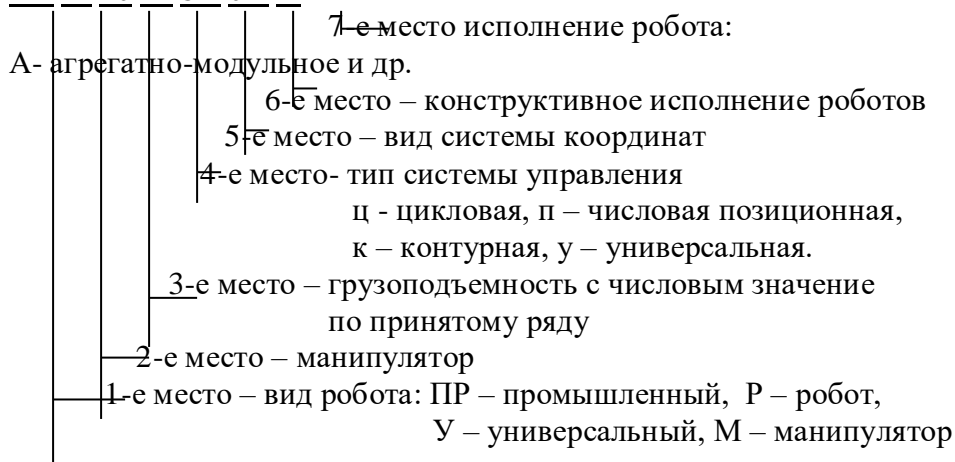 7-е место исполнение робота:
А- агрегатно-модульное и др.
6-е место – конструктивное исполнение роботов
5-е место – вид системы координат
4-е место- тип системы управления
ц - цикловая, п – числовая позиционная,
к – контурная, у – универсальная.
3-е место – грузоподъемность с числовым значение
по принятому ряду
2-е место – манипулятор
1-е место – вид робота: ПР – промышленный, Р – робот,
У – универсальный, М – манипулятор